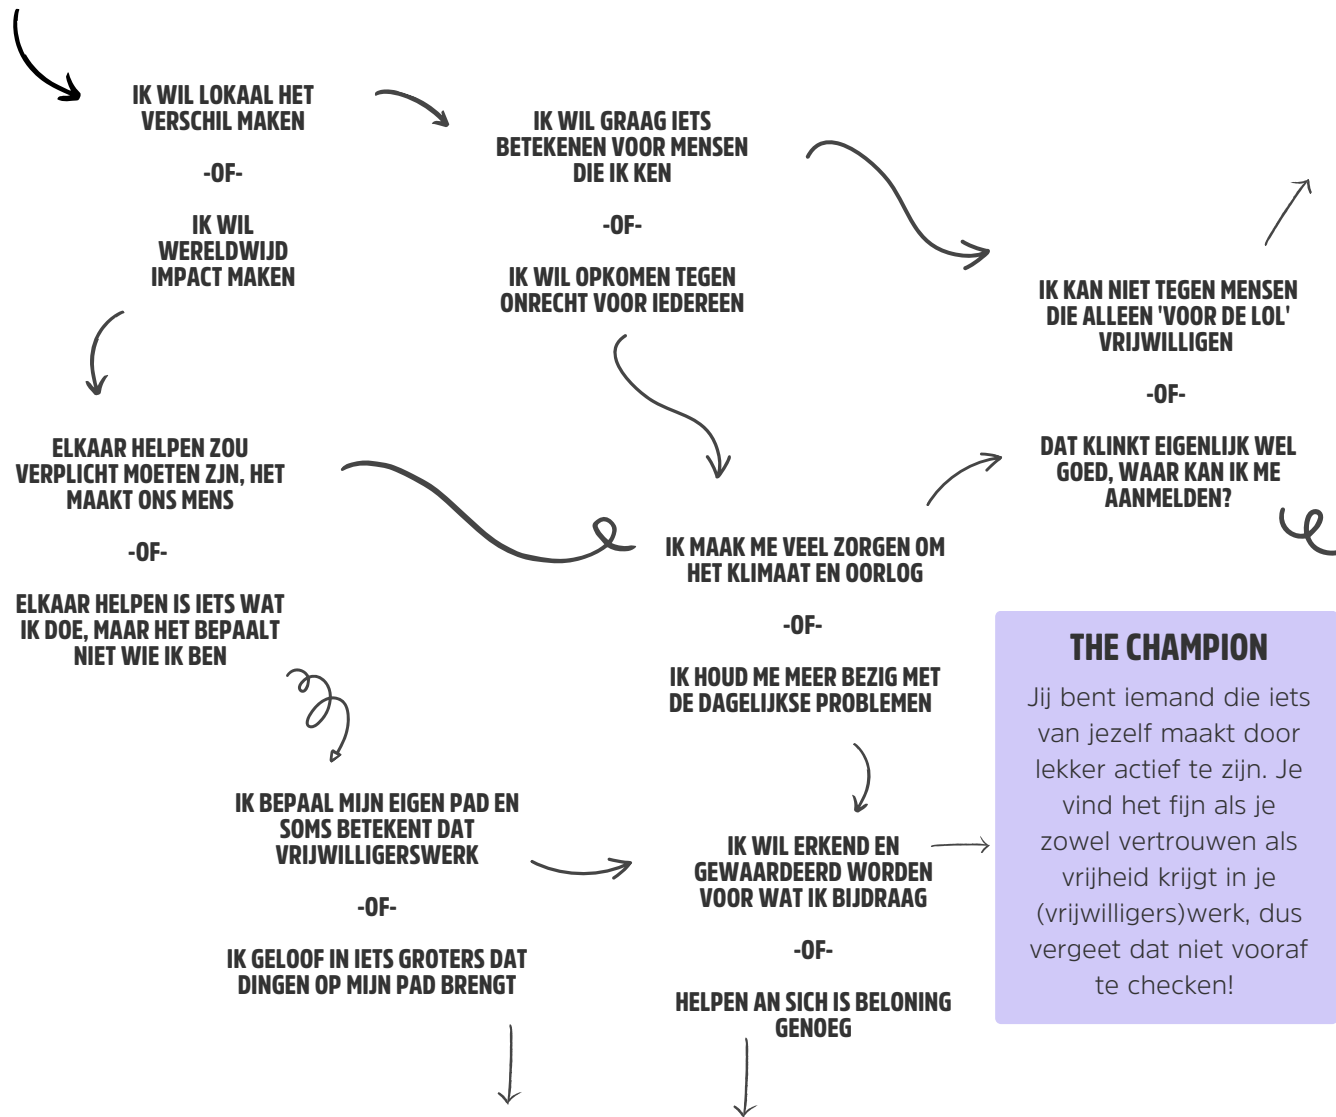 IK WIL LOKAAL HET
VERSCHIL MAKEN
-OF-
IK WIL
WERELDWIJD
IMPACT MAKEN
IK WIL GRAAG IETS
BETEKENEN VOOR MENSEN
DIE IK KEN
-OF-
IK WIL OPKOMEN TEGEN
ONRECHT VOOR IEDEREEN
IK KAN NIET TEGEN MENSEN
DIE ALLEEN 'VOOR DE LOL'
VRIJWILLIGEN
-OF-
DAT KLINKT EIGENLIJK WEL
GOED, WAAR KAN IK ME
AANMELDEN?
ELKAAR HELPEN ZOU
VERPLICHT MOETEN ZJN, HET
MAAKT ONS MENS
-OF-
ELKAAR HELPEN IS IETS WAT
IK DOE, MAAR HET BEPAALT
NIET WIE IK BEN
IK MAAK ME VEEL ZORGEN OM
HET KLIMAAT EN OORLOG
-OF-
IK HOUD ME MEER BEZIG MET
DE DAGELIJKSE PROBLEMEN
IK BEPAAL MIJN EIGEN PAD EN
SOMS BETEKENT DAT
VRIJWILLIGERSWERK
-OF-
IK GELOOF IN IETS GROTERS DAT
DINGEN OP MIJN PAD BRENGT
IK WIL ERKEND EN
GEWAARDEERD WORDEN
VOOR WAT IK BIJDRAAG
-OF-
HELPEN AN SICH IS BELONING
GENOEG
THE CHAMPION
Jij bent iemand die iets
van jezelf maakt door
lekker actief te zijn. Je
vind het fijn als je
zowel vertrouwen als
vrijheid krijgt in je
(vrijwilligers)werk, dus
vergeet dat niet vooraf
te checken!